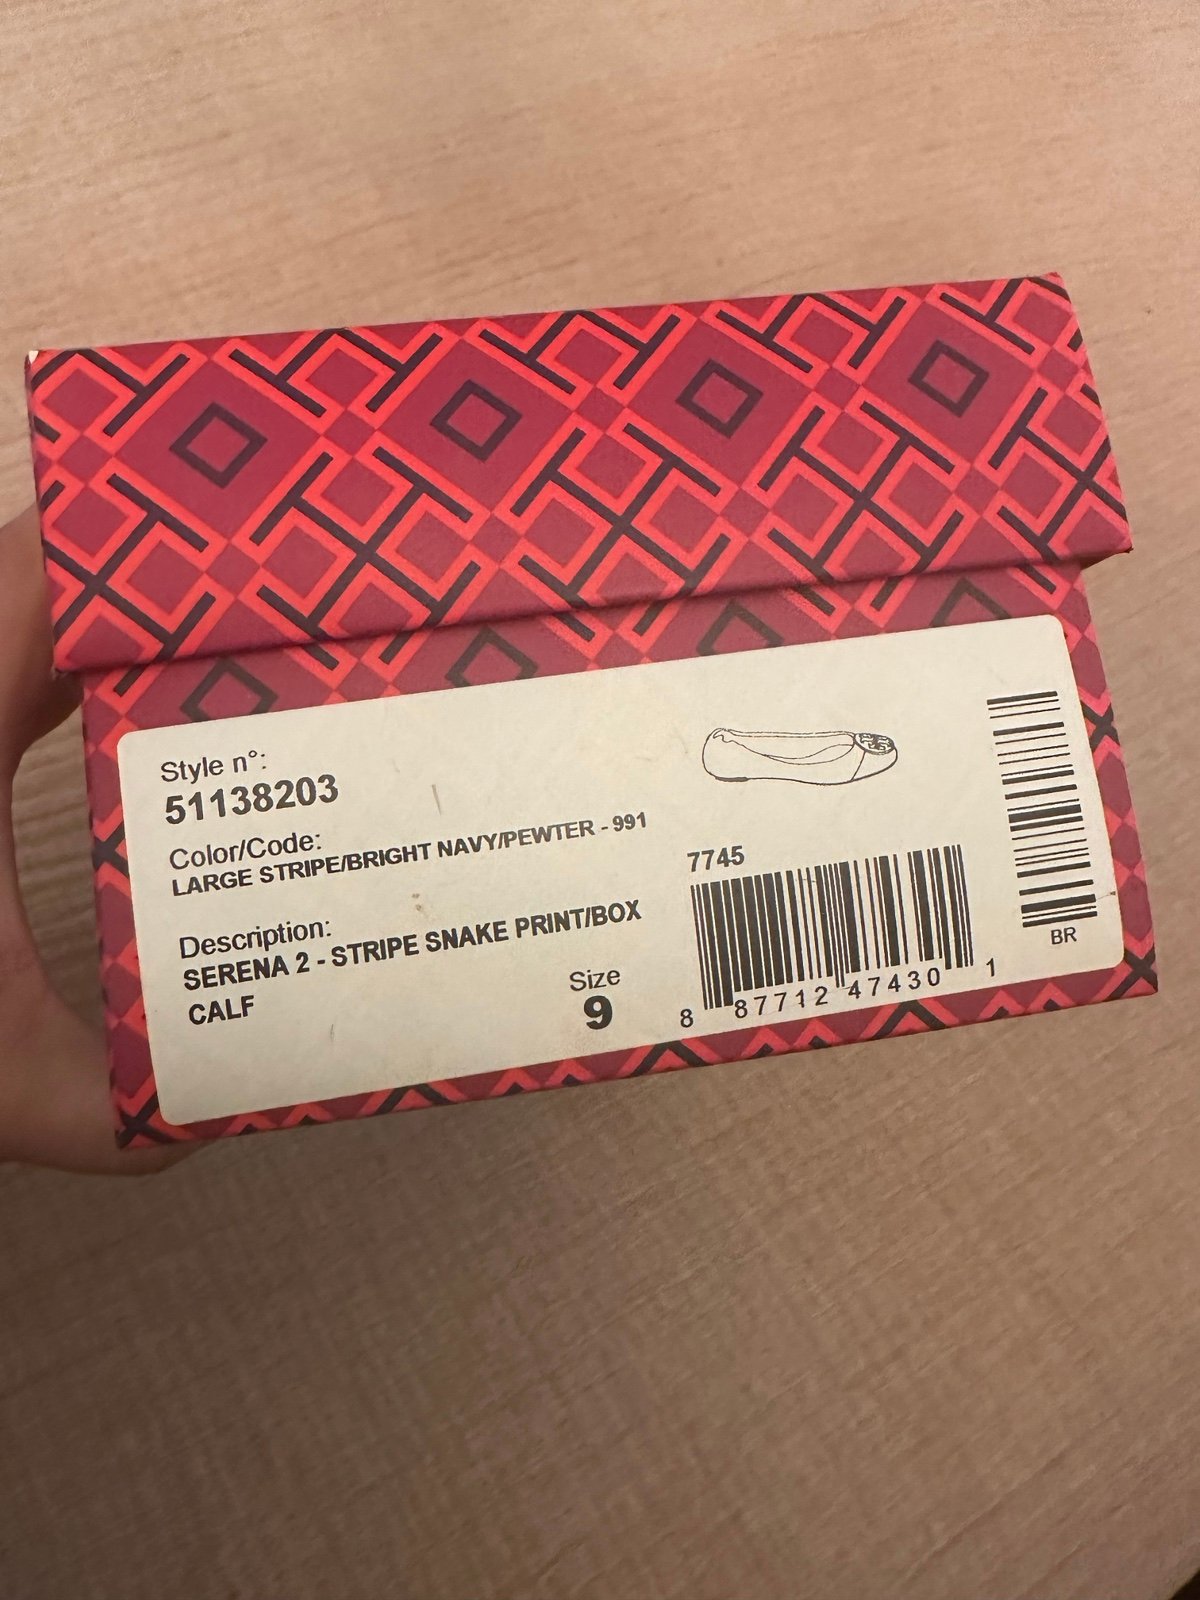 Style n°:
51138203
Color/Code:
LARGE STRIPE/BRIGHT NAVY/PEWTER - 991
Description:
SERENA 2 - STRIPE SNAKE PRINT/BOX
CALF
Size
9
7745
8 87712 47430 1
BR